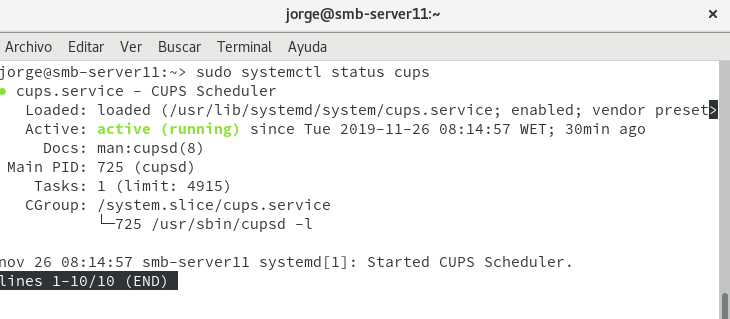 jorge@smb-server11:~
Archivo Editar Ver Buscar Terminal Ayuda
jorge@smb-server11:~> sudo systemctl status cups
● cups.service - CUPS Scheduler
   Loaded: loaded (/usr/lib/systemd/system/cups.service; enabled; vendor preset>
   Active: active (running) since Tue 2019-11-26 08:14:57 WET; 30min ago
     Docs: man:cupsd(8)
 Main PID: 725 (cupsd)
    Tasks: 1 (limit: 4915)
   CGroup: /system.slice/cups.service
           └─725 /usr/sbin/cupsd -l
nov 26 08:14:57 smb-server11 systemd[1]: Started CUPS Scheduler.
lines 1-10/10 (END)